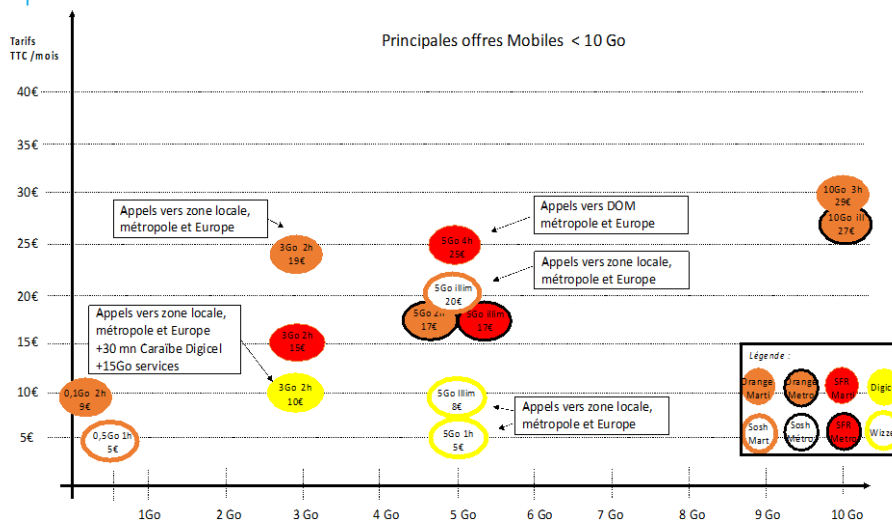 Principales offres Mobiles < 10 Go
Tarifs
TTC /mois
40€
35€
30€
25€
20€
15€
10€
5€
10Go 3h
29€
10Go ill
27€
Appels vers zone locale,
métropole et Europe
3Go 2h
19€
5Go 4h
25€
Appels vers DOM
métropole et Europe
5Go illim
20€
Appels vers zone locale,
métropole et Europe
5Go 2h
17€
5Go illim
17€
Appels vers zone locale,
métropole et Europe
+30 mn Caraïbe Digicel
+15Go services
3Go 2h
15€
3Go 2h
10€
0,1Go 2h
9€
0,5Go 1h
5€
5Go Illim
8€
5Go 1h
5€
Appels vers zone locale,
métropole et Europe
Légende :
Orange
Marti
Orange
Metro
SFR
Marti
Digic
Sosh
Mart
Sosh
Métro
SFR
Metro
Wizze
1Go
2 Go
3 Go
4 Go
5 Go
6 Go
7 Go
8 Go
9 Go
10 Go